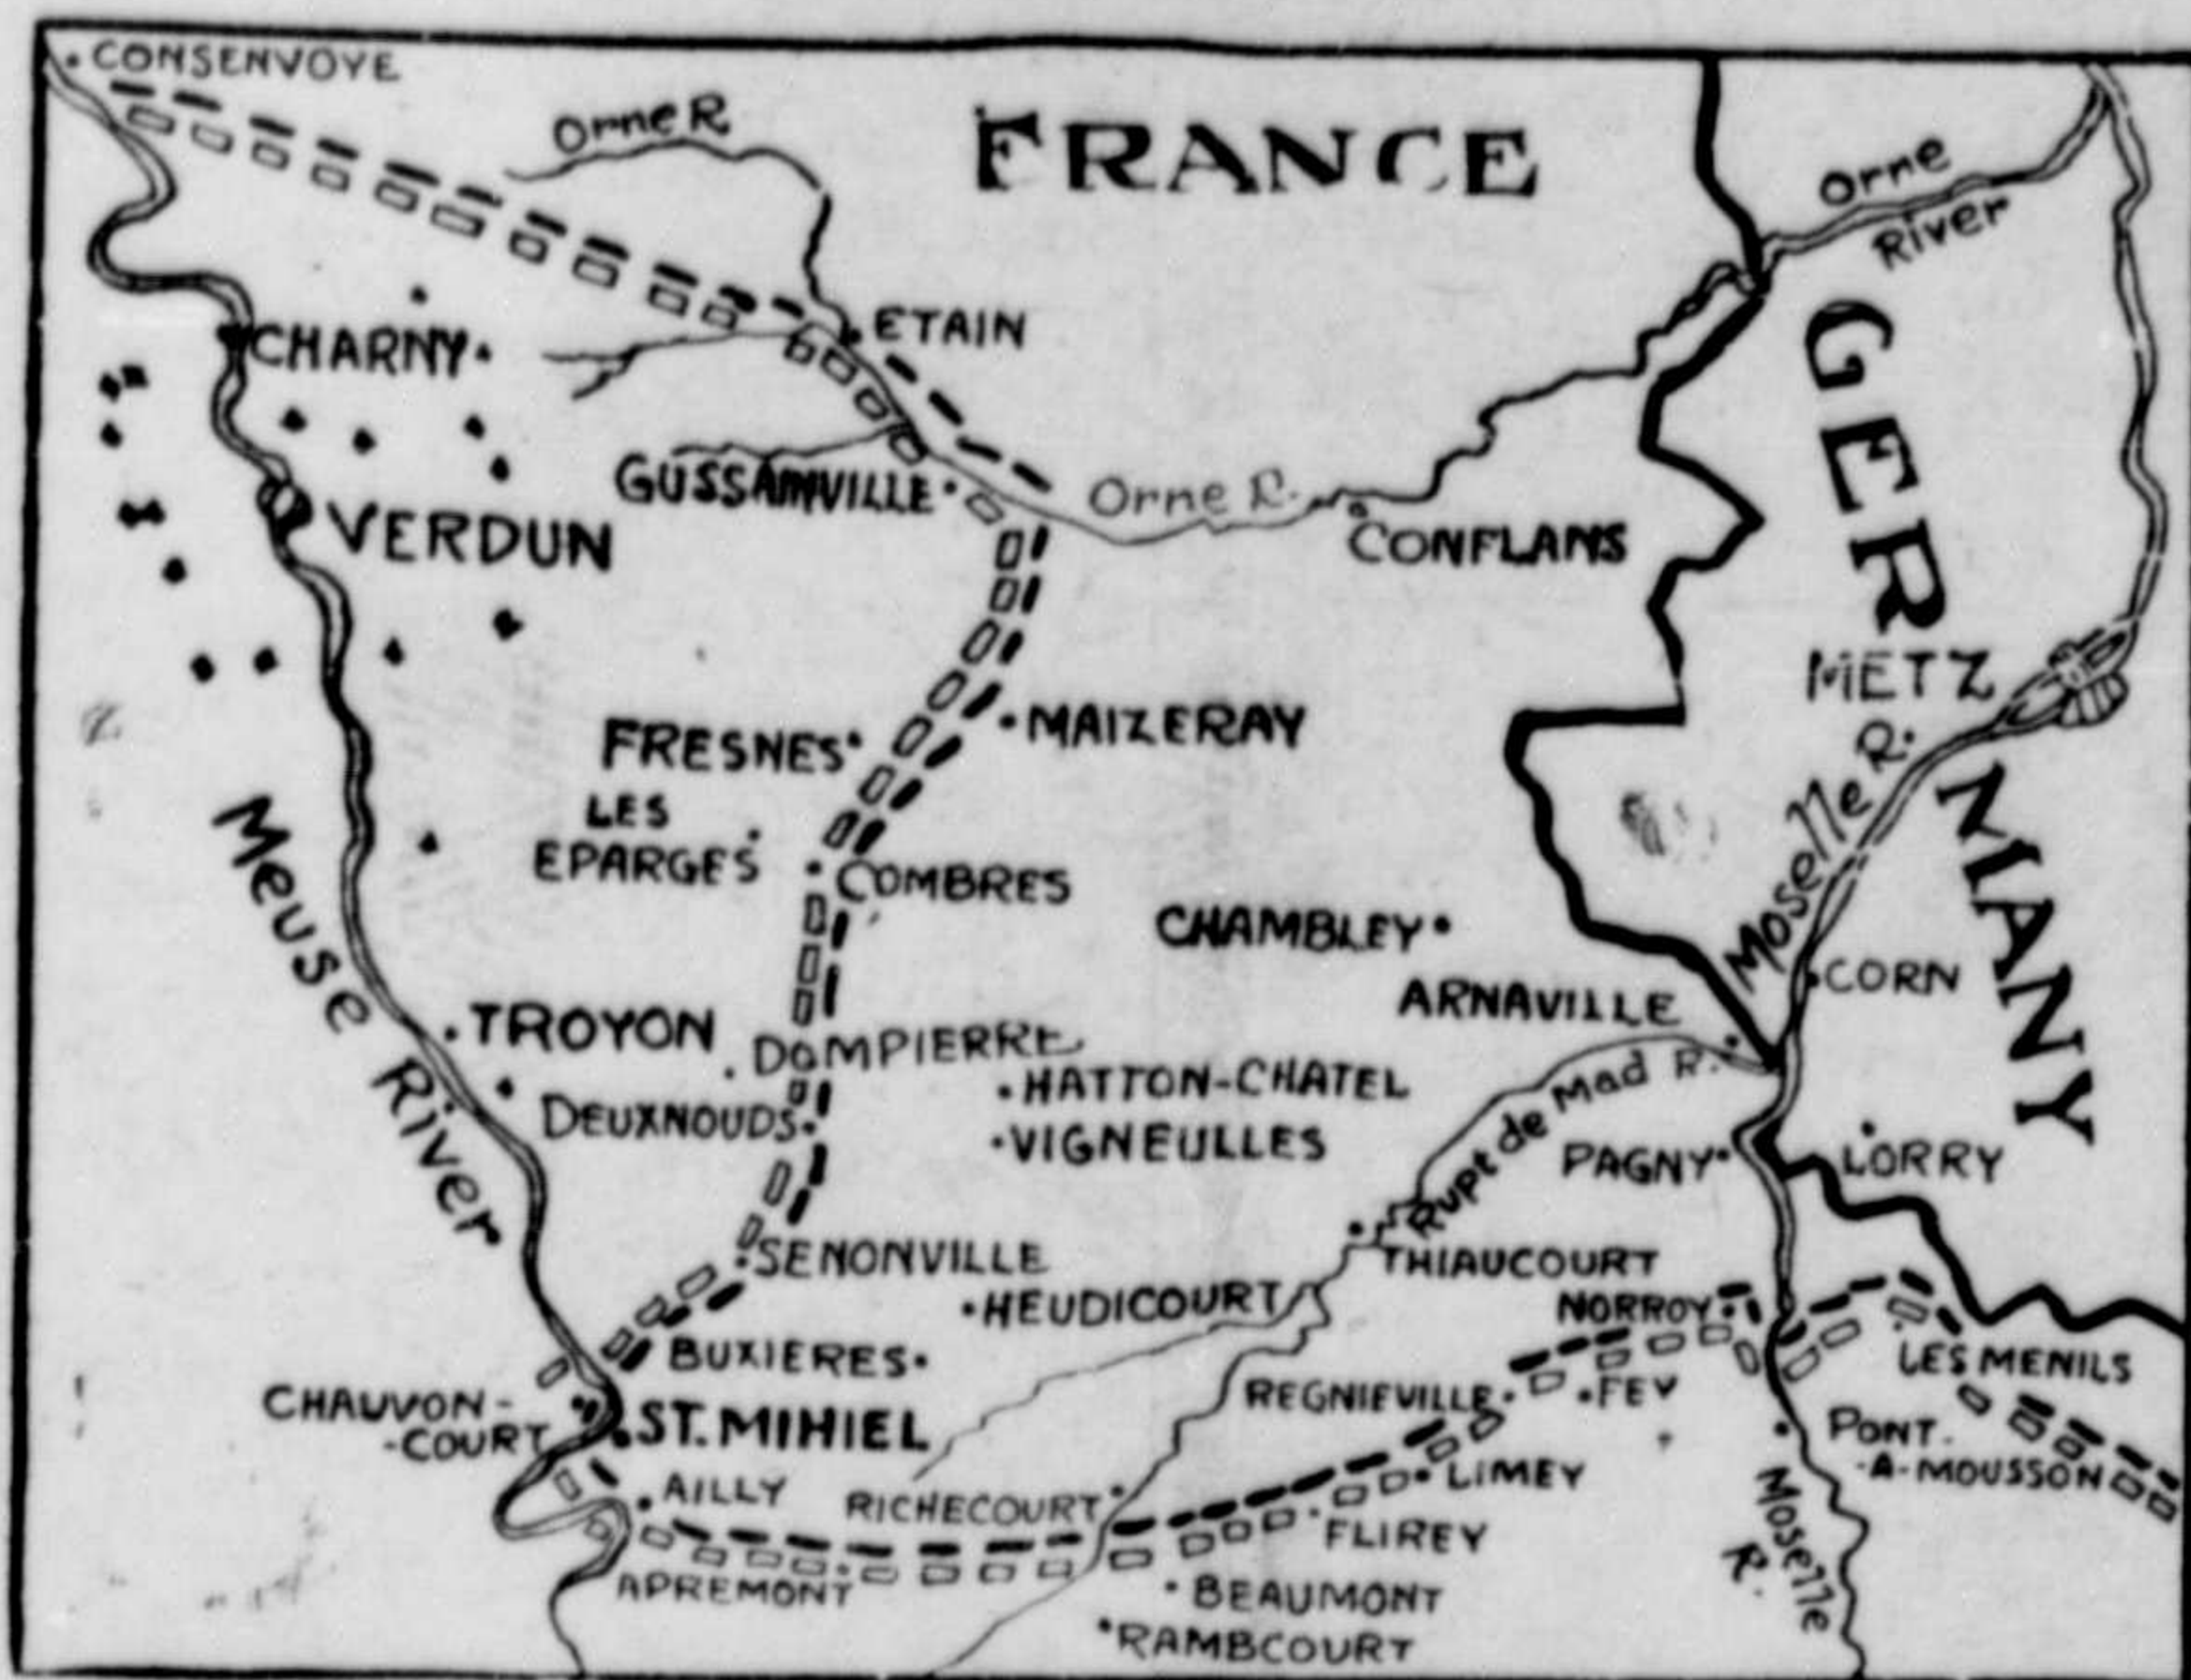 CONSENVOYE
Orne R
FRANCE
Orne
River
CHARNY
ETAIN
GERMANY
GUSSAINVILLE
Orne R.
VERDUN
CONFLANS
METZ
FRESNES
MAIZERAY
Moselle R.
LES
EPARGES
COMBRES
Meuse River
CHAMBLEY
CORN
ARNAVILLE
TROYON
DOMPIERRE
HATTON-CHATEL
Rupt de Mad R.
DEUXNOUDS
VIGNEULLES
PAGNY
LORRY
SENONVILLE
THIAUCOURT
HEUDICOURT
NORROY
BUXIERES
LES MENILS
CHAUVON-
-COURT
REGNIEVILLE
FEY
ST. MIHIEL
PONT-
-A-MOUSSON
AILLY
RICHECOURT
LIMEY
FLIREY
Moselle
R.
APREMONT
BEAUMONT
RAMBCOURT